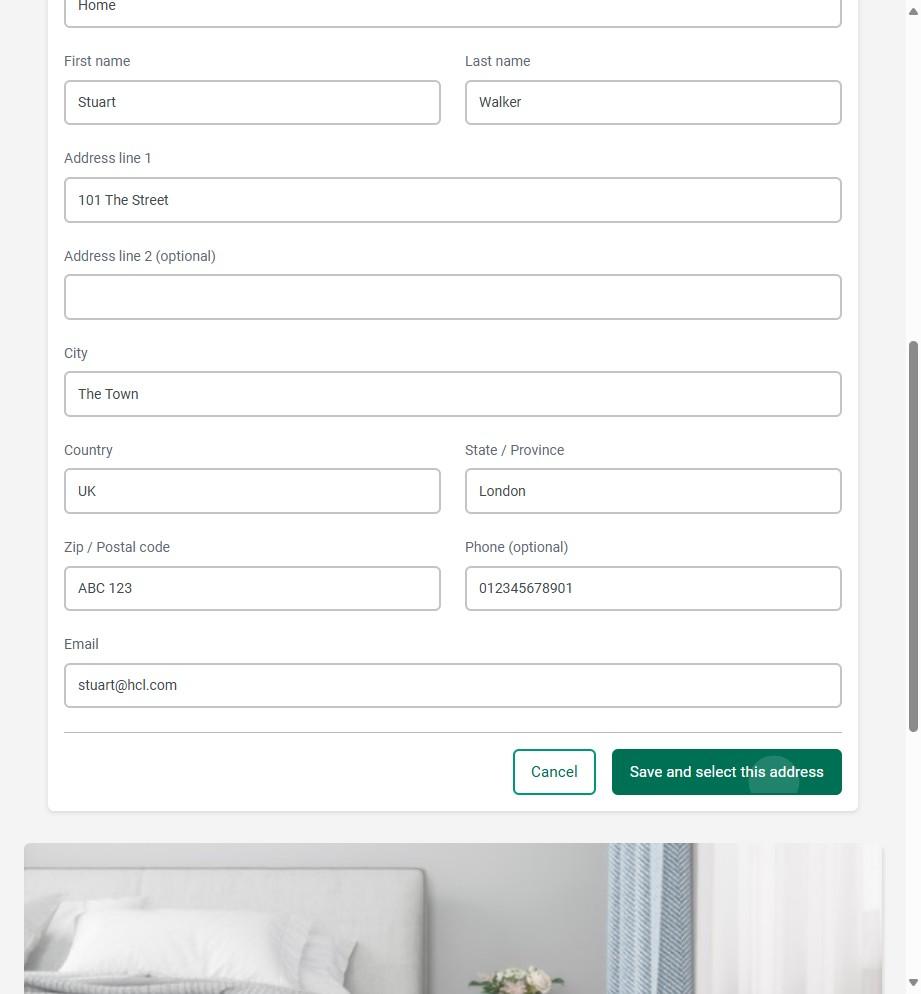 Home
First name
Last name
Stuart
Walker
Address line 1
101 The Street
Address line 2 (optional)
City
The Town
Country
State / Province
UK
London
Zip / Postal code
Phone (optional)
ABC 123
012345678901
Email
stuart@hcl.com
Cancel
Save and select this address